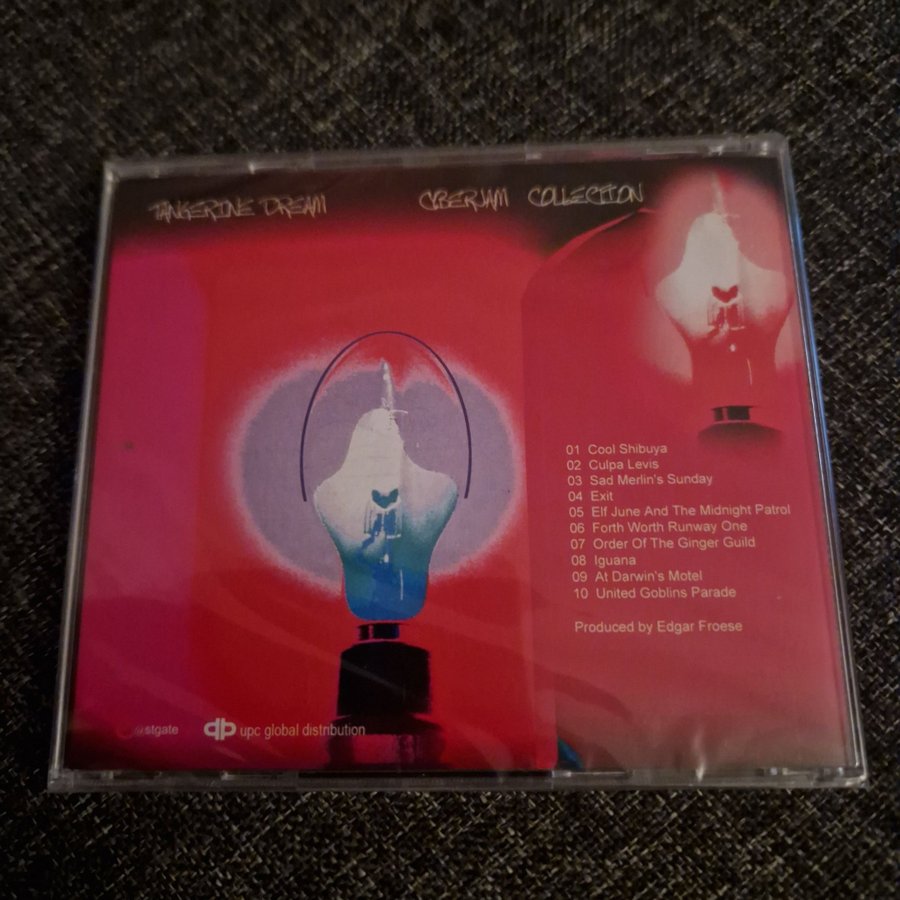 TANGERINE DREAM CYBERJAM COLLECTION
01 Cool Shibuya
02 Culpa Levis
03 Sad Merlin's Sunday
04 Exit
05 Elf June And The Midnight Patrol
06 Forth Worth Runway One
07 Order Of The Ginger Guild
08 Iguana
09 At Darwin's Motel
10 United Goblins Parade
Produced by Edgar Froese
@stgate upc global distribution